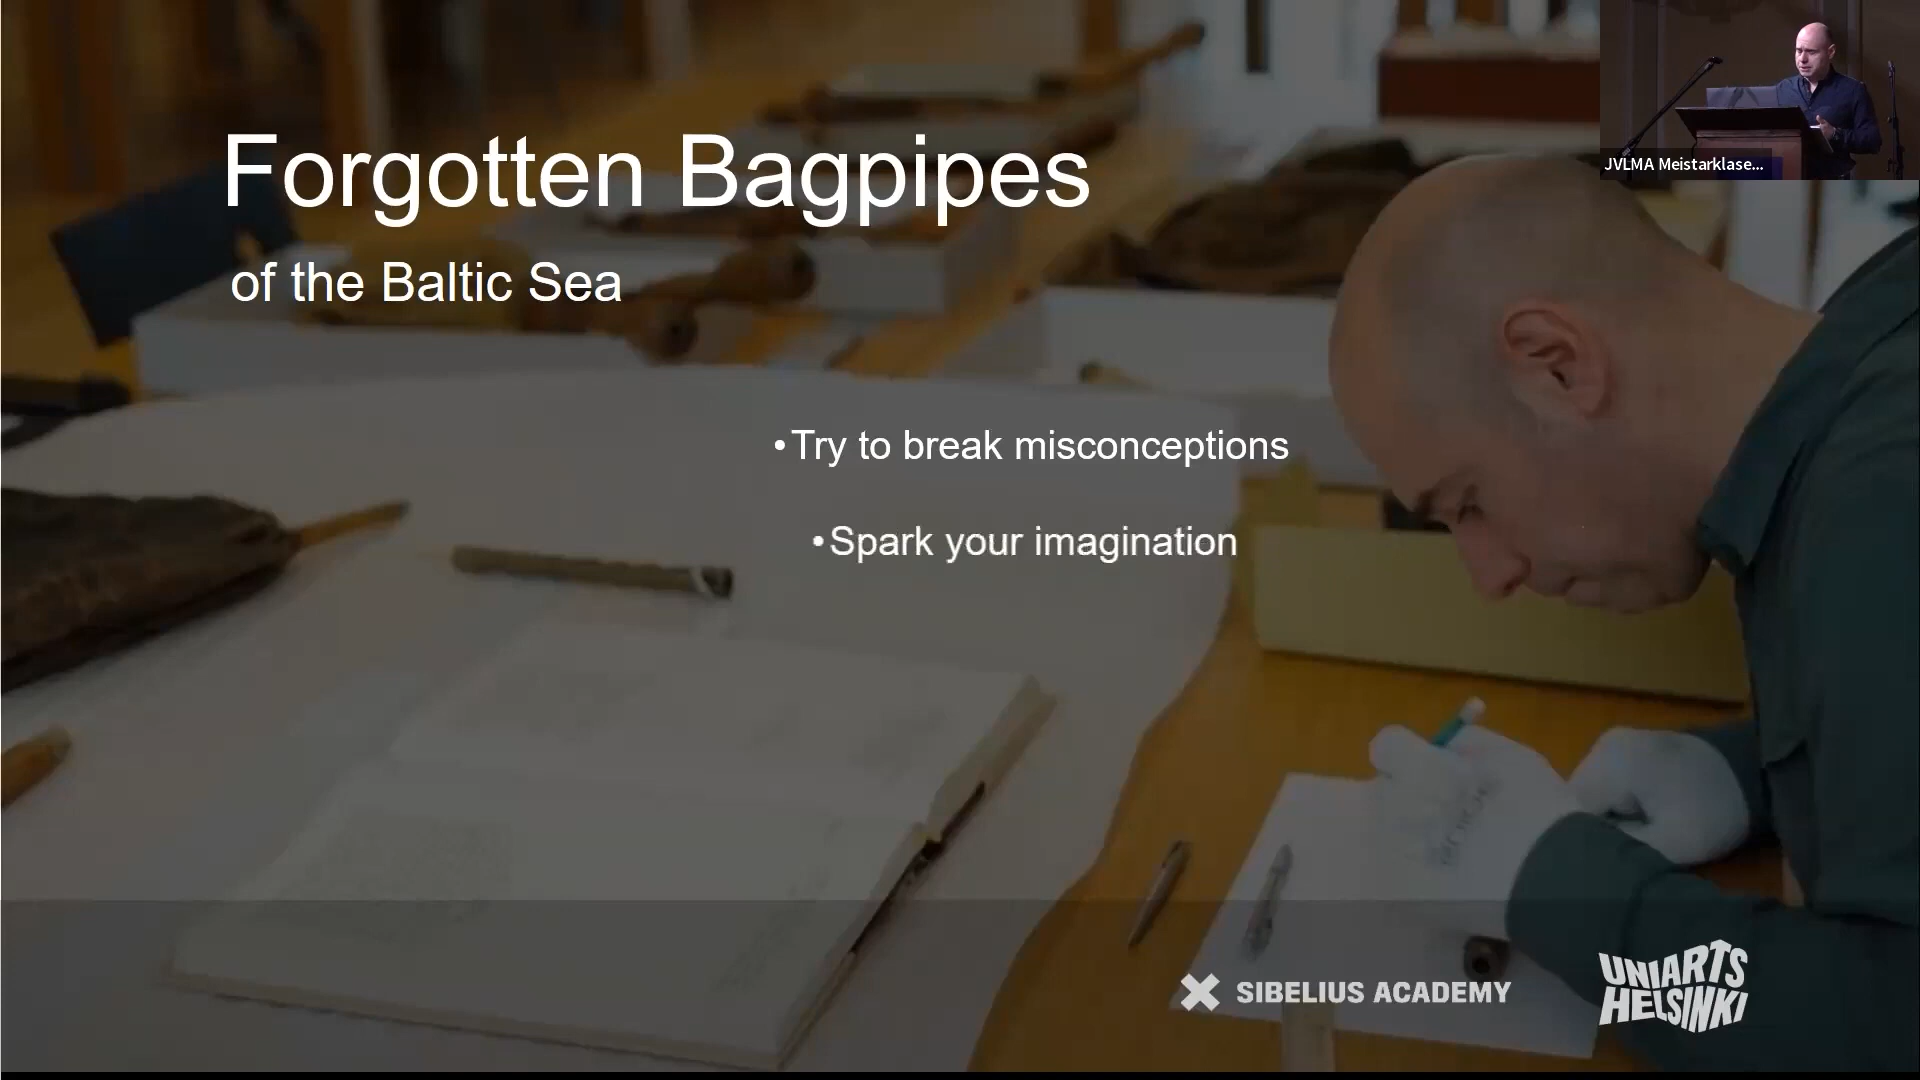 Forgotten Bagpipes
of the Baltic Sea
JVLMA Meistarklase...
•Try to break misconceptions
•Spark your imagination
SIBELIUS ACADEMY
UNIARTS
HELSINKI